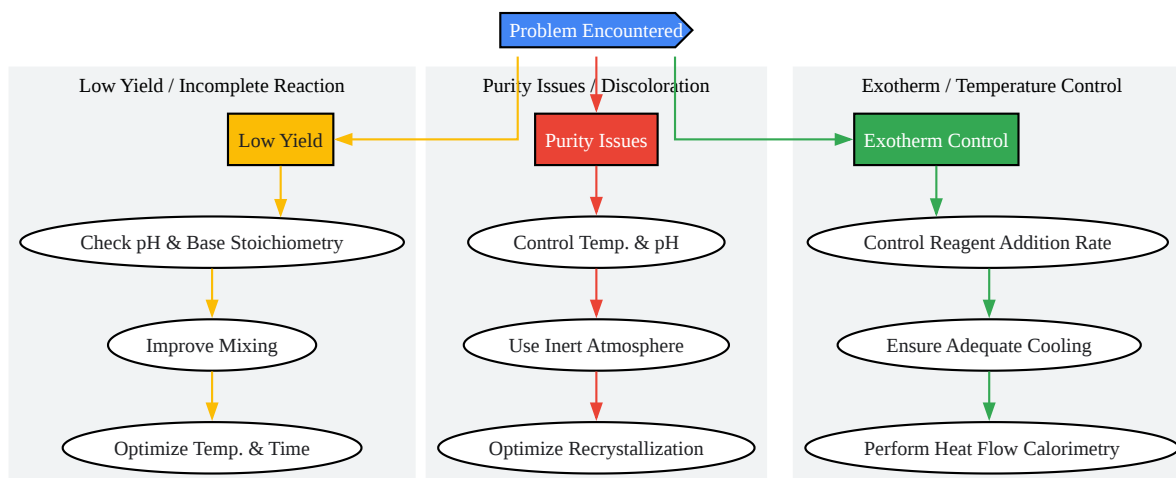 Problem Encountered
Low Yield / Incomplete Reaction
Purity Issues / Discoloration
Exotherm / Temperature Control
Low Yield
Purity Issues
Exotherm Control
Check pH & Base Stoichiometry
Control Temp. & pH
Control Reagent Addition Rate
Improve Mixing
Use Inert Atmosphere
Ensure Adequate Cooling
Optimize Temp. & Time
Optimize Recrystallization
Perform Heat Flow Calorimetry